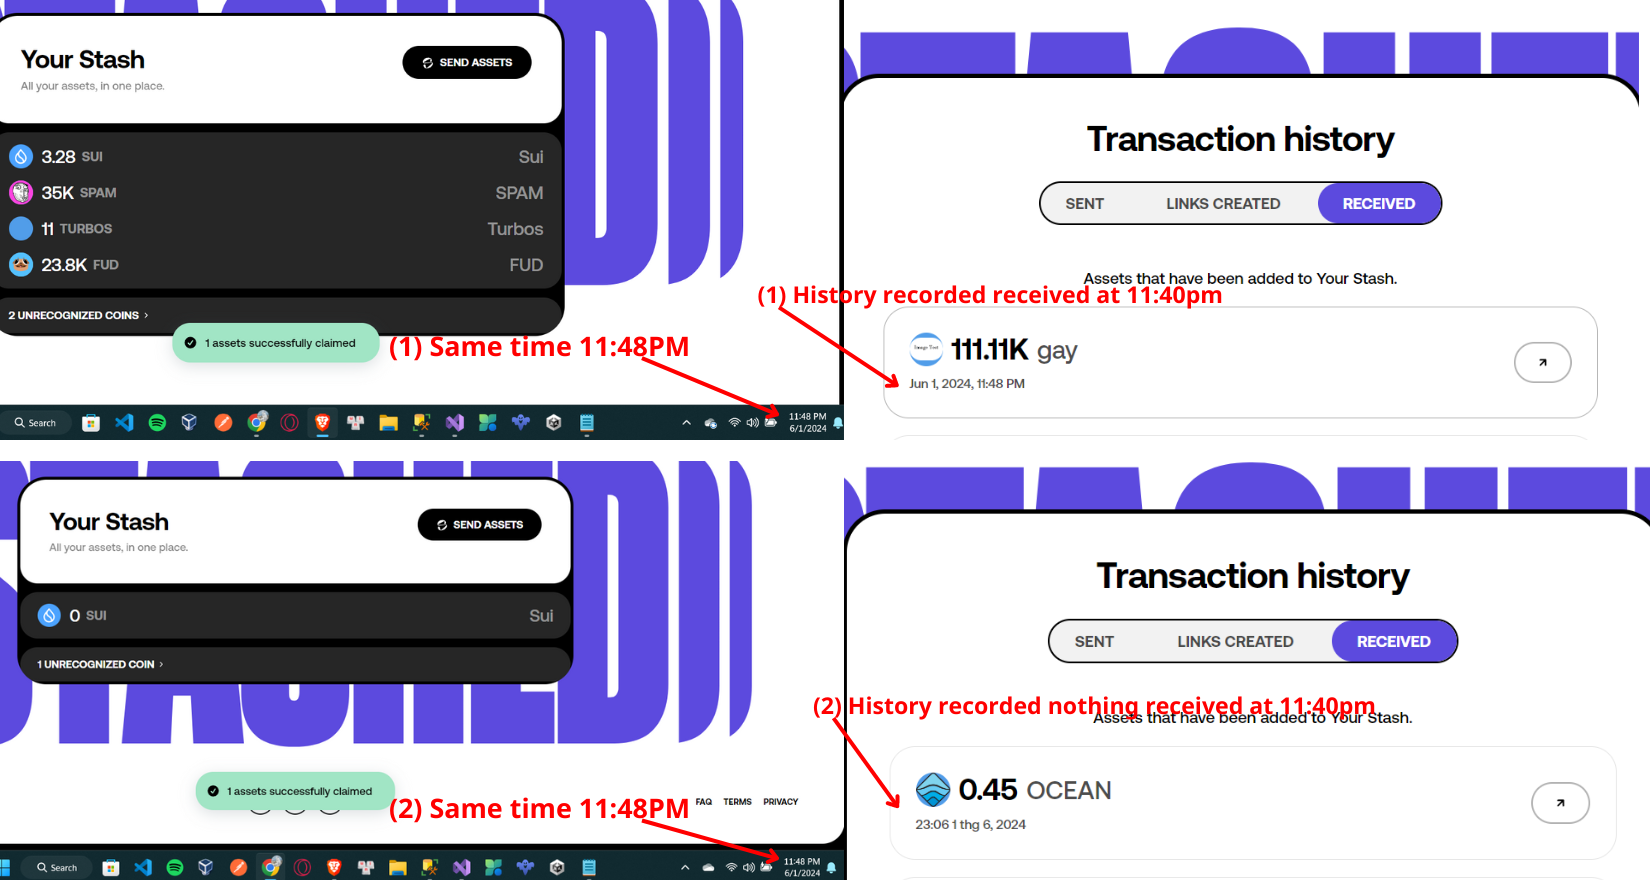 Your Stash
All your assets, in one place.
SEND ASSETS
3.28 SUI
Sui
35K SPAM
SPAM
11 TURBOS
Turbos
23.8K FUD
FUD
2 UNRECOGNIZED COINS ›
1 assets successfully claimed
(1) Same time 11:48PM
Search
11:48 PM
6/1/2024
Transaction history
SENT
LINKS CREATED
RECEIVED
Assets that have been added to Your Stash.
(1) History recorded received at 11:40pm
111.11K gay
Jun 1, 2024, 11:48 PM
STASHED
Your Stash
All your assets, in one place.
SEND ASSETS
0 SUI
Sui
1 UNRECOGNIZED COIN ›
1 assets successfully claimed
(2) Same time 11:48PM
FAQ TERMS PRIVACY
Search
11:48 PM
6/1/2024
Transaction history
SENT
LINKS CREATED
RECEIVED
(2) History recorded nothing received at 11:40pm
Assets that have been added to Your Stash.
0.45 OCEAN
23:06 1 thg 6, 2024